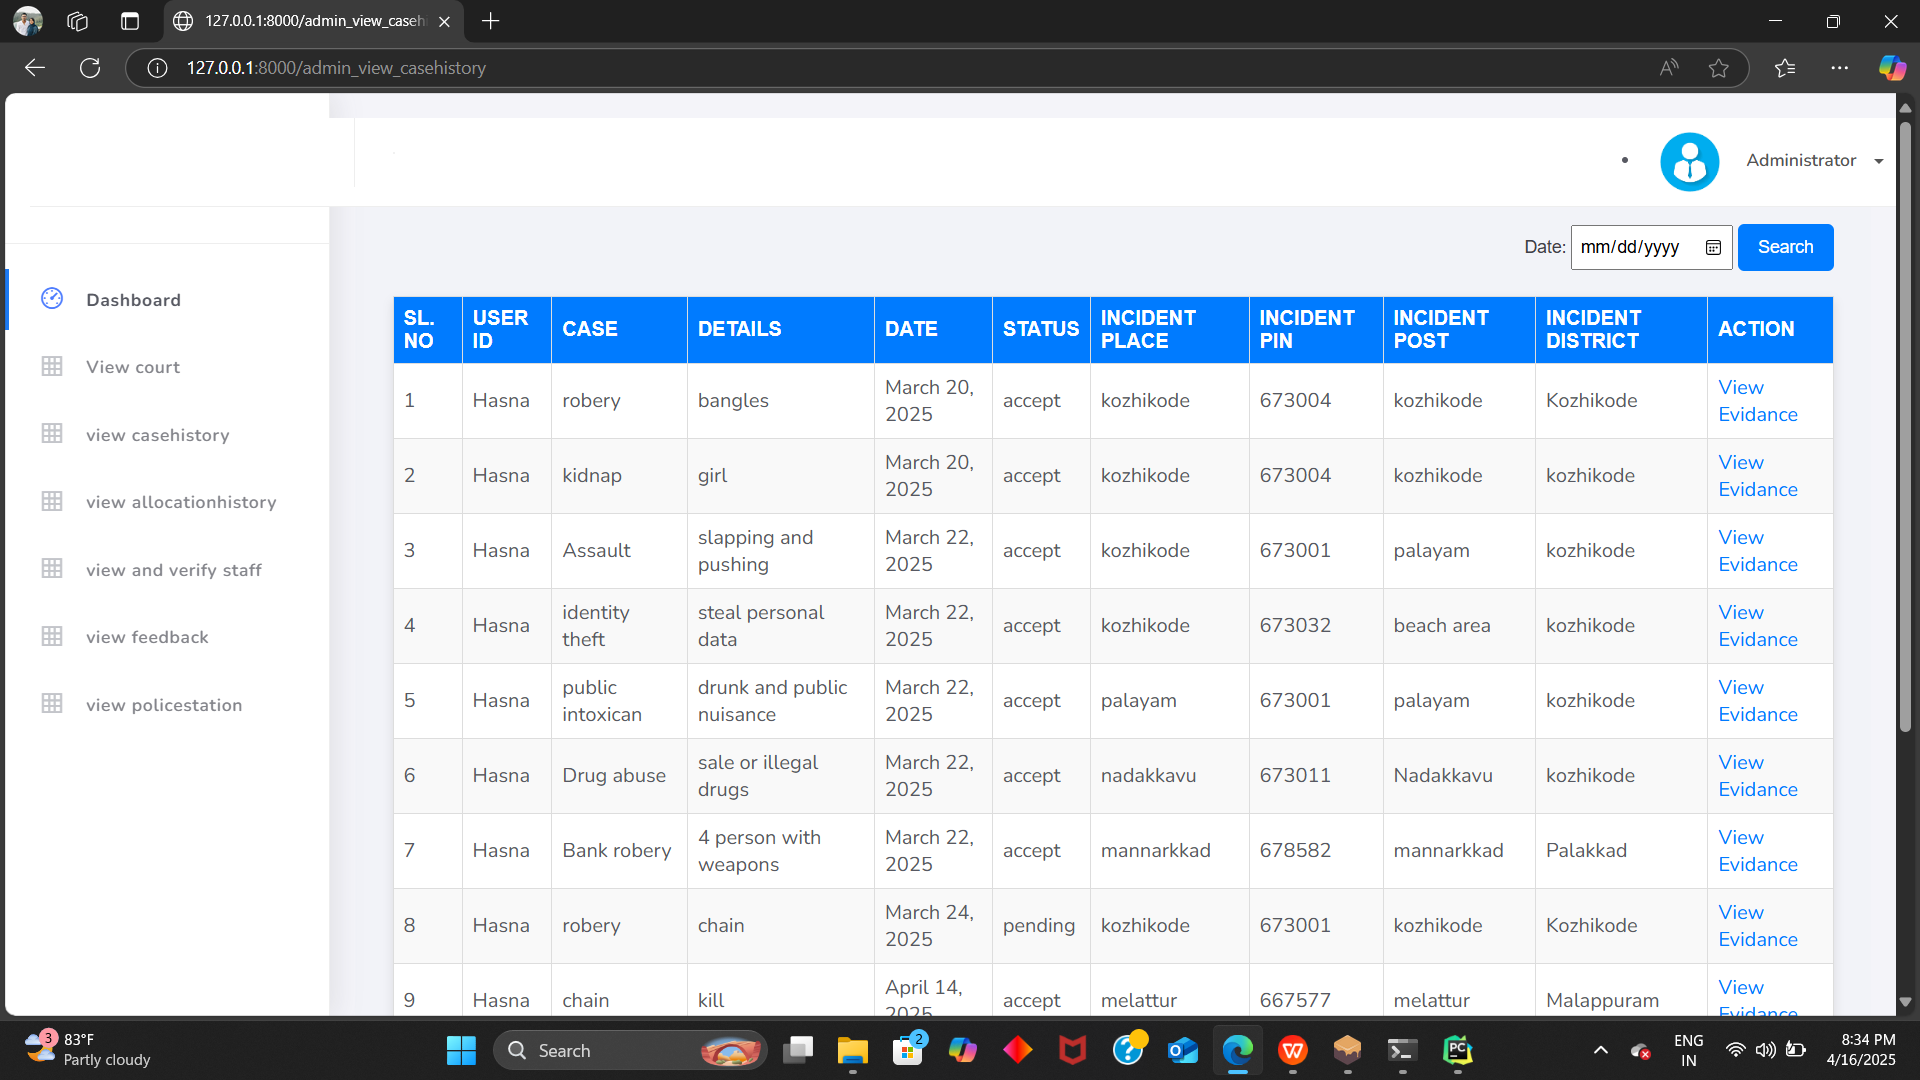 127.0.0.1:8000/admin_view_caseh
127.0.0.1:8000/admin_view_casehistory
Administrator
Date: mm/dd/yyyy Search
Dashboard
View court
view casehistory
view allocationhistory
view and verify staff
view feedback
view policestation
SL. NO USER ID CASE DETAILS DATE STATUS INCIDENT PLACE INCIDENT PIN INCIDENT POST INCIDENT DISTRICT ACTION
1 Hasna robery bangles March 20, 2025 accept kozhikode 673004 kozhikode Kozhikode View Evidance
2 Hasna kidnap girl March 20, 2025 accept kozhikode 673004 kozhikode kozhikode View Evidance
3 Hasna Assault slapping and pushing March 22, 2025 accept kozhikode 673001 palayam kozhikode View Evidance
4 Hasna identity theft steal personal data March 22, 2025 accept kozhikode 673032 beach area kozhikode View Evidance
5 Hasna public intoxican drunk and public nuisance March 22, 2025 accept palayam 673001 palayam kozhikode View Evidance
6 Hasna Drug abuse sale or illegal drugs March 22, 2025 accept nadakkavu 673011 Nadakkavu kozhikode View Evidance
7 Hasna Bank robery 4 person with weapons March 22, 2025 accept mannarkkad 678582 mannarkkad Palakkad View Evidance
8 Hasna robery chain March 24, 2025 pending kozhikode 673001 kozhikode Kozhikode View Evidance
9 Hasna chain kill April 14, 2025 accept melattur 667577 melattur Malappuram View Evidance
3
83°F
Partly cloudy
Search
2
PC
ENG
IN
8:34 PM
4/16/2025